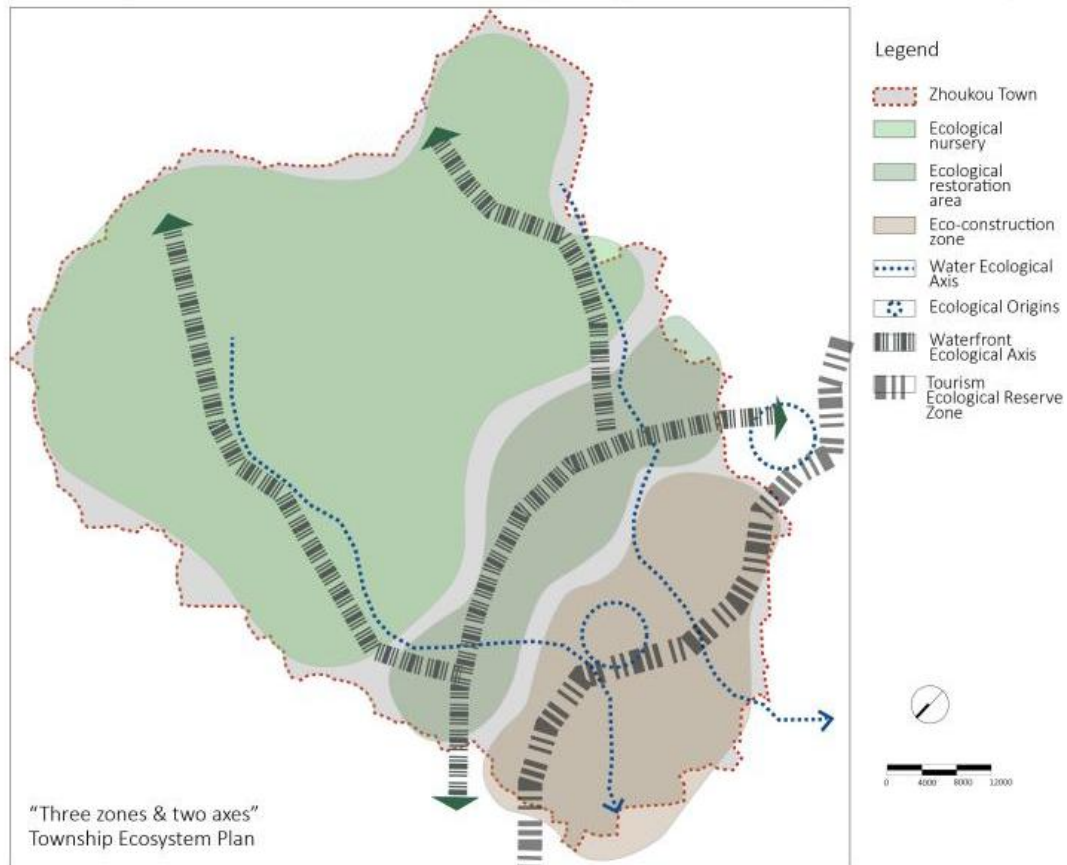 Legend
Zhoukou Town
Ecological
nursery
Ecological
restoration
area
Eco-construction
zone
Water Ecological
Axis
Ecological Origins
Waterfront
Ecological Axis
Tourism
Ecological Reserve
Zone
0 4000 8000 12000
"Three zones & two axes"
Township Ecosystem Plan